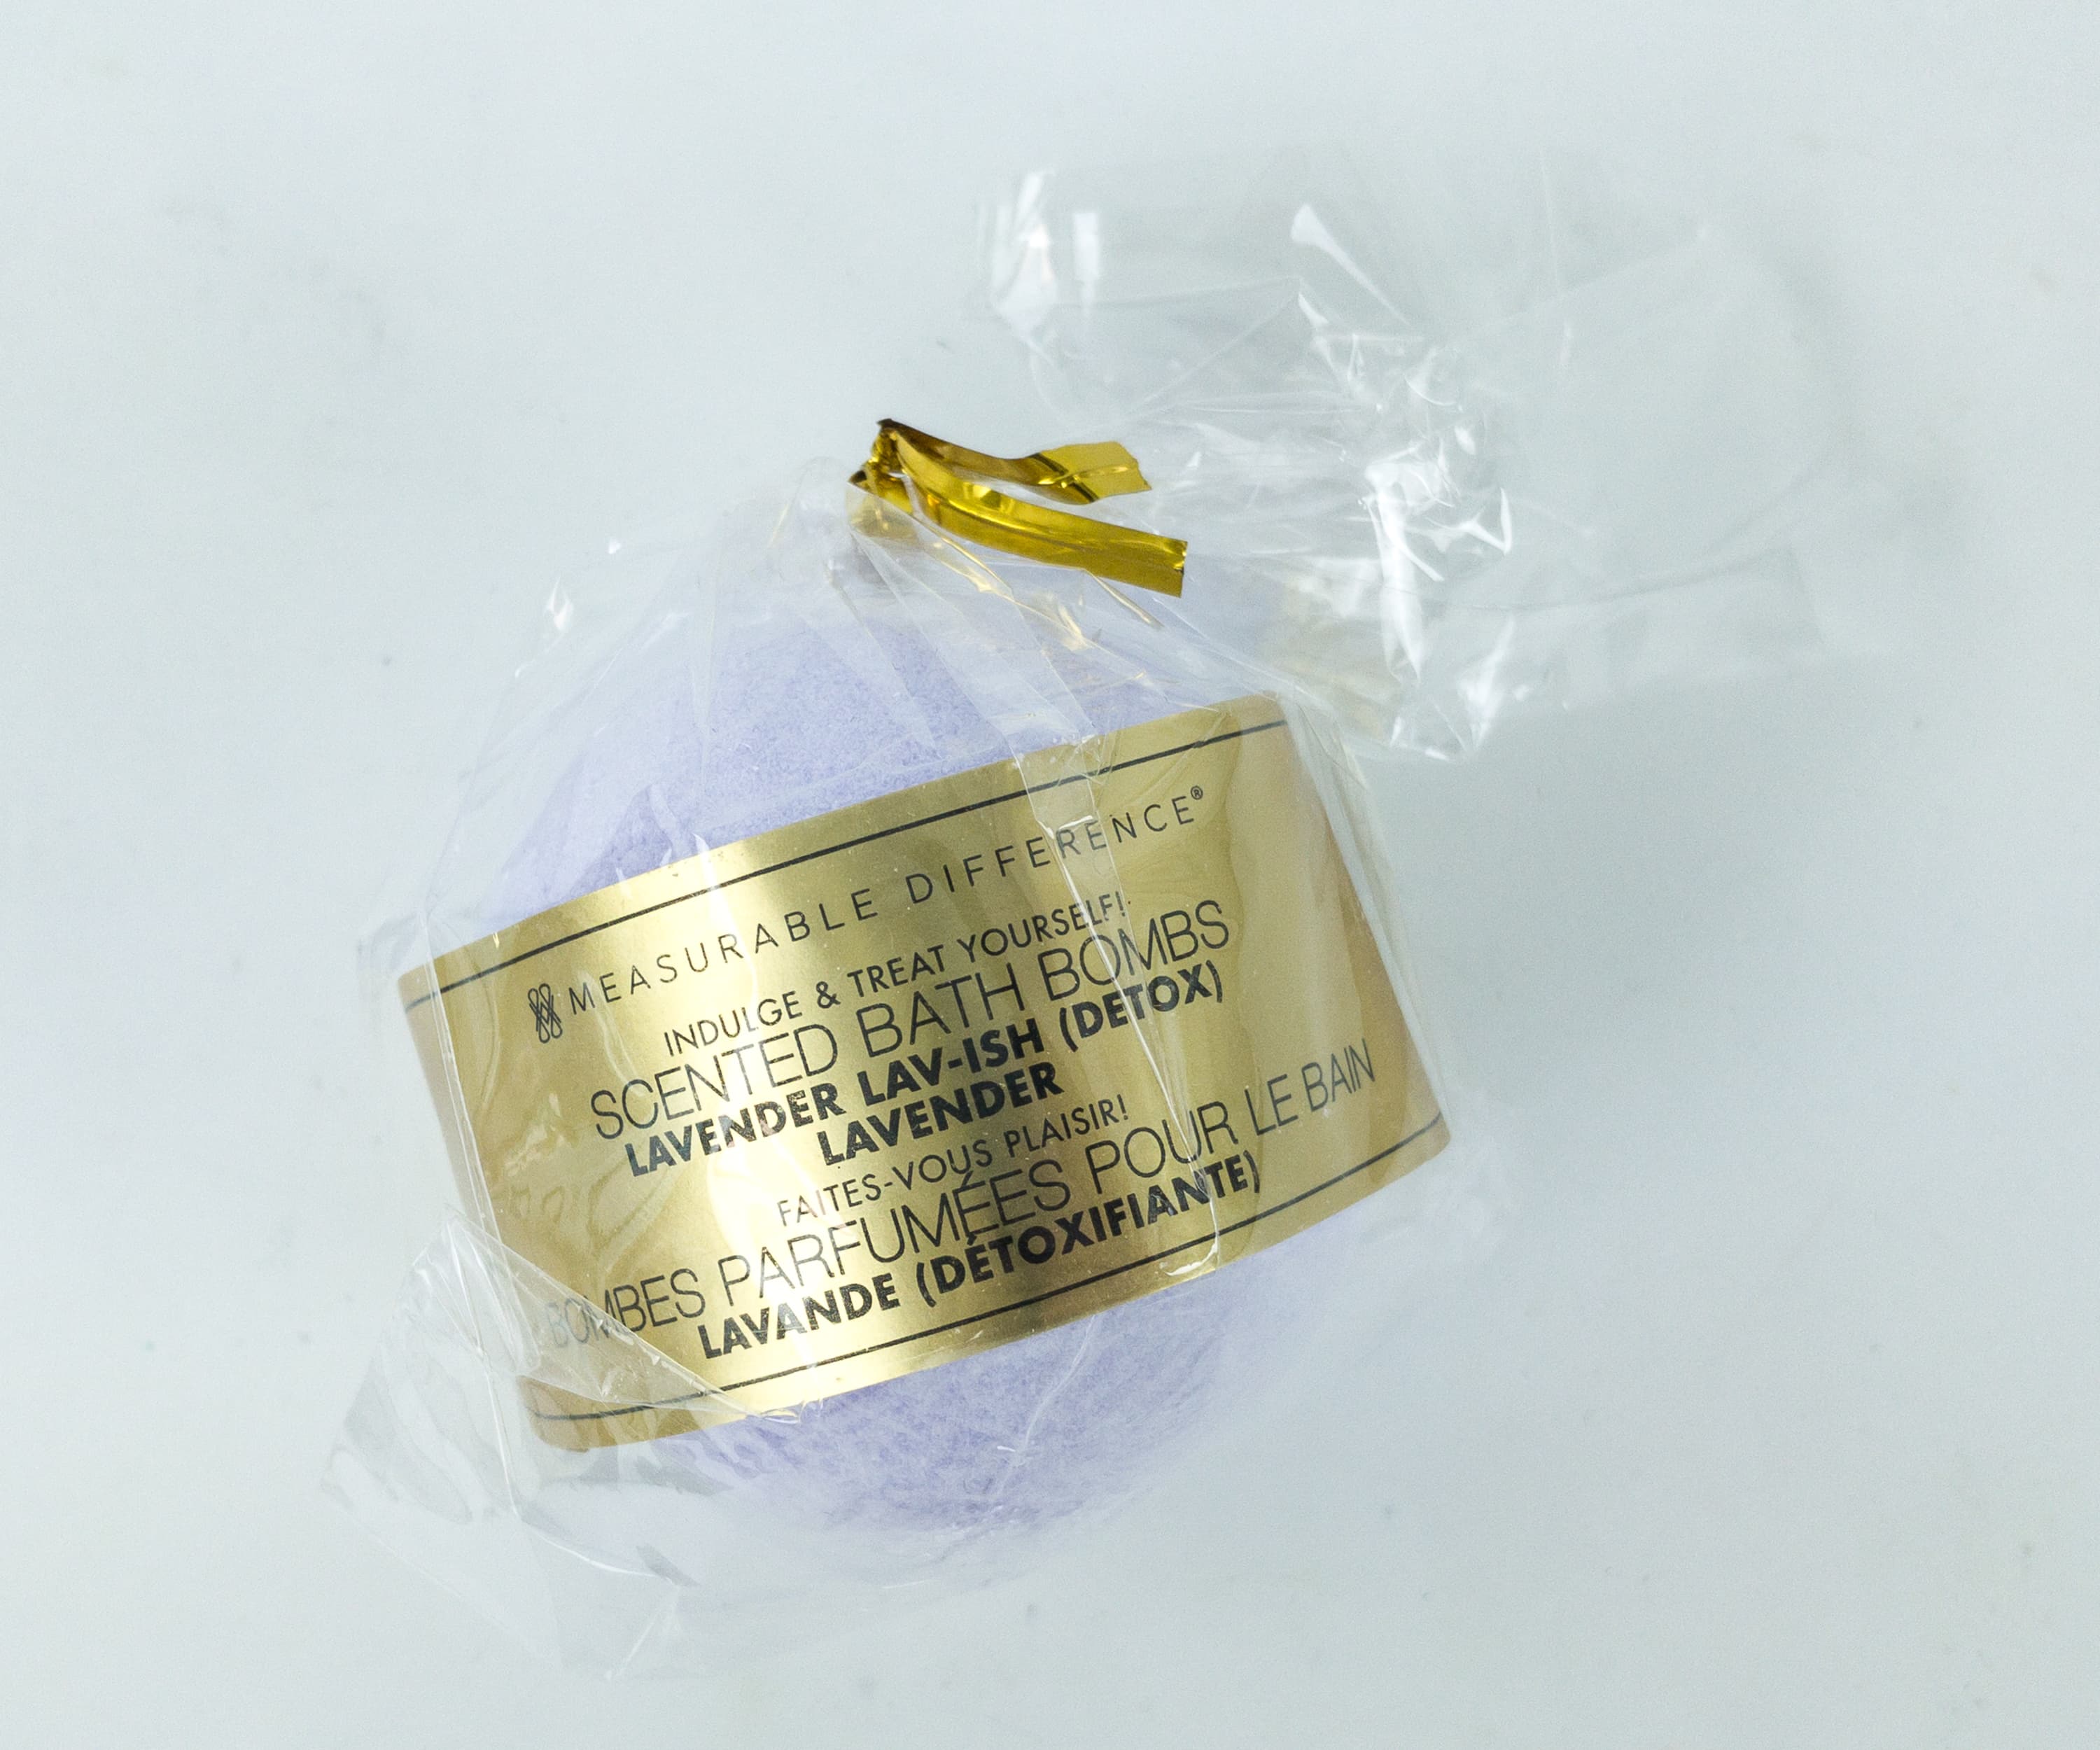 MEASURABLE DIFFERENCE®
INDULGE & TREAT YOURSELF!
SCENTED BATH BOMBS
LAVENDER LAV-ISH (DETOX)
LAVENDER
FAITES-VOUS PLAISIR!
BOMBES PARFUMÉES POUR LE BAIN
LAVANDE (DÉTOXIFIANTE)